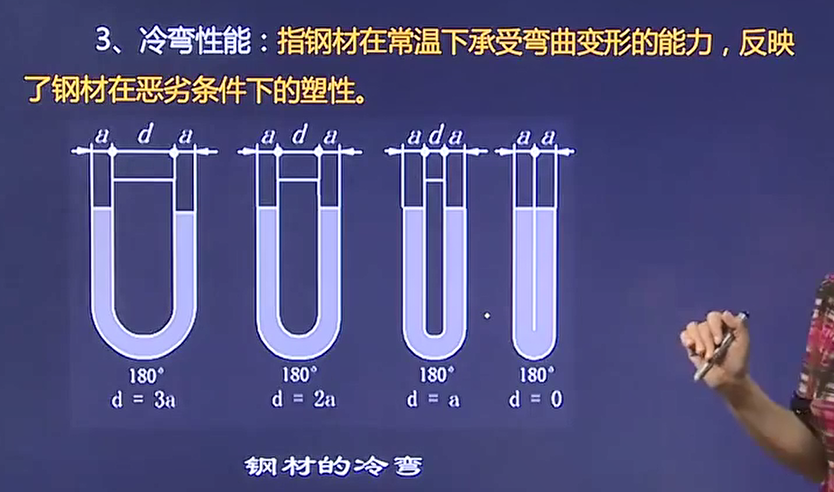 3、冷弯性能：指钢材在常温下承受弯曲变形的能力，反映
了钢材在恶劣条件下的塑性。
a d a a d a a d a a a
180° 180° 180° 180°
d = 3a d = 2a d = a d = 0
钢材的冷弯